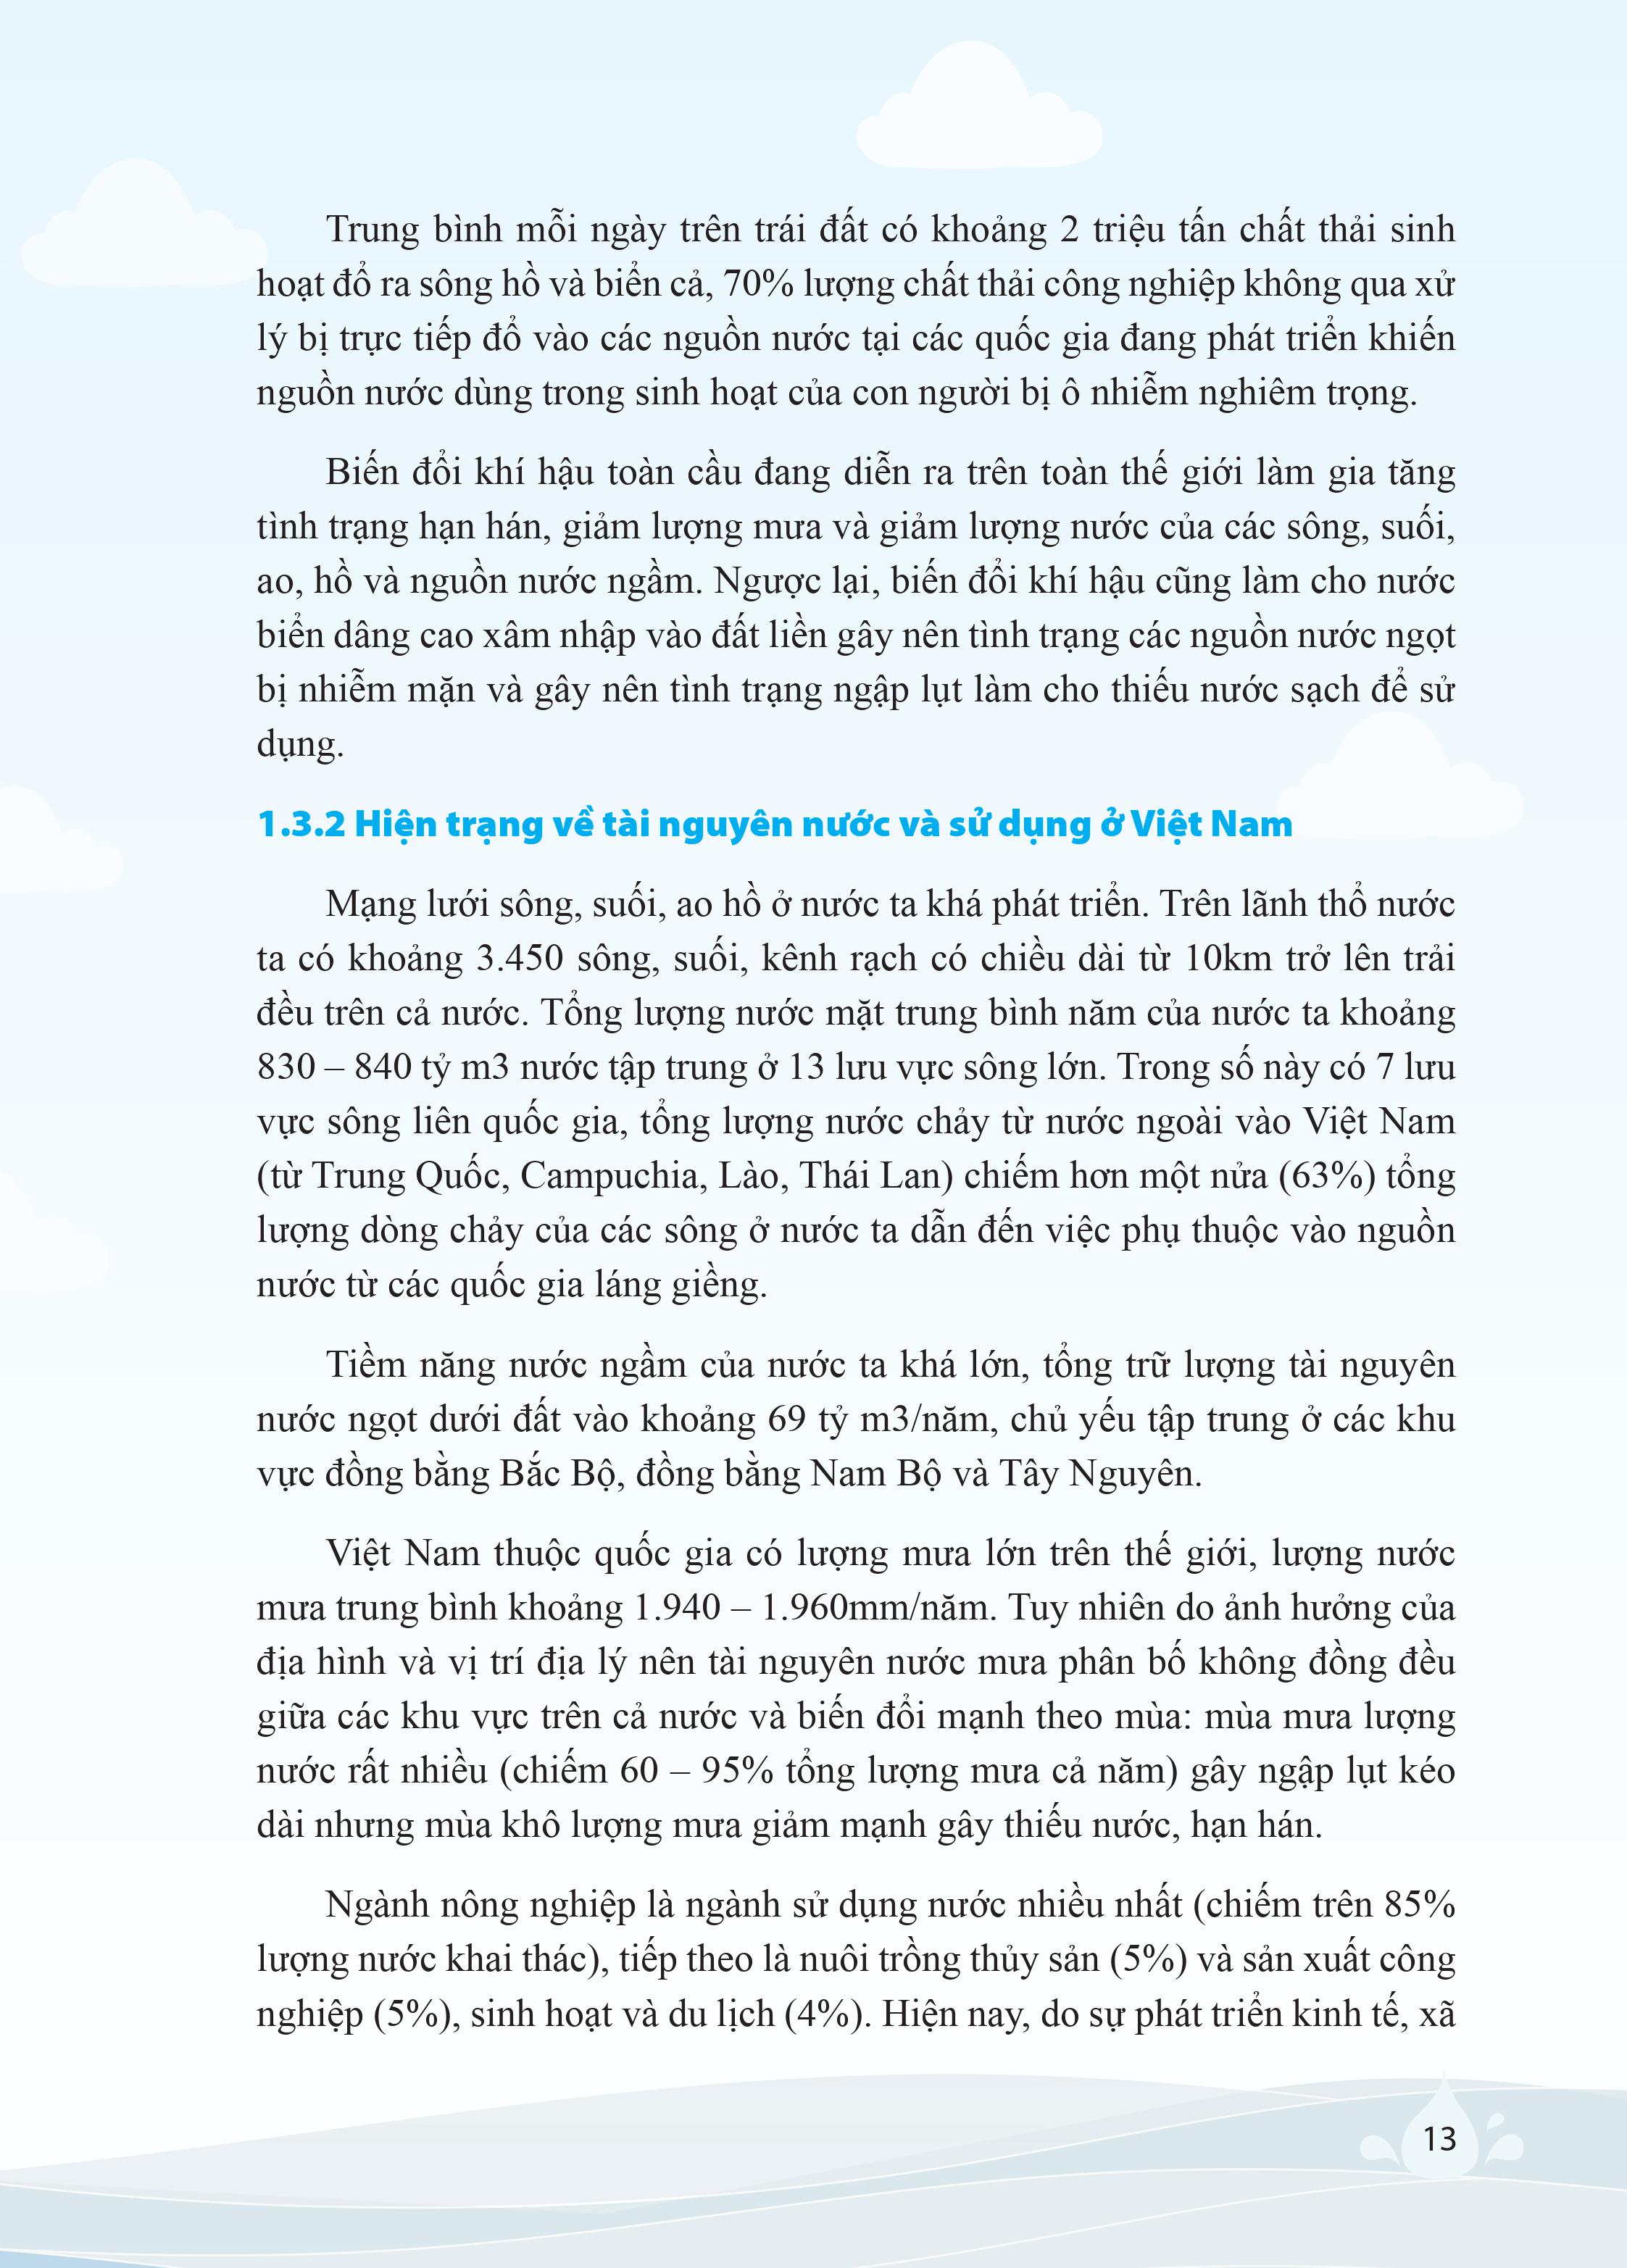 Trung bình mỗi ngày trên trái đất có khoảng 2 triệu tấn chất thải sinh
hoạt đổ ra sông hồ và biển cả, 70% lượng chất thải công nghiệp không qua xử
lý bị trực tiếp đổ vào các nguồn nước tại các quốc gia đang phát triển khiến
nguồn nước dùng trong sinh hoạt của con người bị ô nhiễm nghiêm trọng.
Biến đổi khí hậu toàn cầu đang diễn ra trên toàn thế giới làm gia tăng
tình trạng hạn hán, giảm lượng mưa và giảm lượng nước của các sông, suối,
ao, hồ và nguồn nước ngầm. Ngược lại, biến đổi khí hậu cũng làm cho nước
biển dâng cao xâm nhập vào đất liền gây nên tình trạng các nguồn nước ngọt
bị nhiễm mặn và gây nên tình trạng ngập lụt làm cho thiếu nước sạch để sử
dụng.
1.3.2 Hiện trạng về tài nguyên nước và sử dụng ở Việt Nam
Mạng lưới sông, suối, ao hồ ở nước ta khá phát triển. Trên lãnh thổ nước
ta có khoảng 3.450 sông, suối, kênh rạch có chiều dài từ 10km trở lên trải
đều trên cả nước. Tổng lượng nước mặt trung bình năm của nước ta khoảng
830 – 840 tỷ m3 nước tập trung ở 13 lưu vực sông lớn. Trong số này có 7 lưu
vực sông liên quốc gia, tổng lượng nước chảy từ nước ngoài vào Việt Nam
(từ Trung Quốc, Campuchia, Lào, Thái Lan) chiếm hơn một nửa (63%) tổng
lượng dòng chảy của các sông ở nước ta dẫn đến việc phụ thuộc vào nguồn
nước từ các quốc gia láng giềng.
Tiềm năng nước ngầm của nước ta khá lớn, tổng trữ lượng tài nguyên
nước ngọt dưới đất vào khoảng 69 tỷ m3/năm, chủ yếu tập trung ở các khu
vực đồng bằng Bắc Bộ, đồng bằng Nam Bộ và Tây Nguyên.
Việt Nam thuộc quốc gia có lượng mưa lớn trên thế giới, lượng nước
mưa trung bình khoảng 1.940 – 1.960mm/năm. Tuy nhiên do ảnh hưởng của
địa hình và vị trí địa lý nên tài nguyên nước mưa phân bố không đồng đều
giữa các khu vực trên cả nước và biến đổi mạnh theo mùa: mùa mưa lượng
nước rất nhiều (chiếm 60 – 95% tổng lượng mưa cả năm) gây ngập lụt kéo
dài nhưng mùa khô lượng mưa giảm mạnh gây thiếu nước, hạn hán.
Ngành nông nghiệp là ngành sử dụng nước nhiều nhất (chiếm trên 85%
lượng nước khai thác), tiếp theo là nuôi trồng thủy sản (5%) và sản xuất công
nghiệp (5%), sinh hoạt và du lịch (4%). Hiện nay, do sự phát triển kinh tế, xã
13